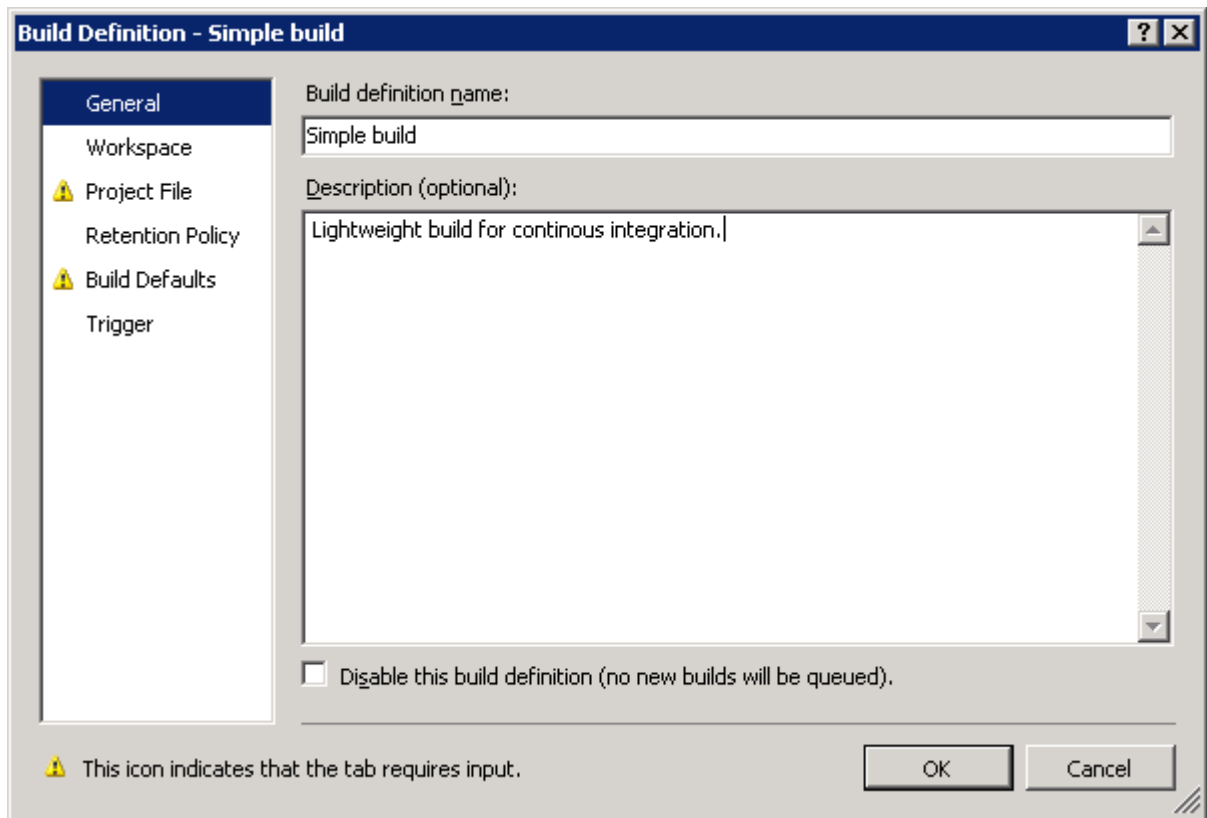 Build Definition - Simple build
General
Workspace
Project File
Retention Policy
Build Defaults
Trigger
Build definition name:
Simple build
Description (optional):
Lightweight build for continous integration.
Disable this build definition (no new builds will be queued).
This icon indicates that the tab requires input.
OK
Cancel